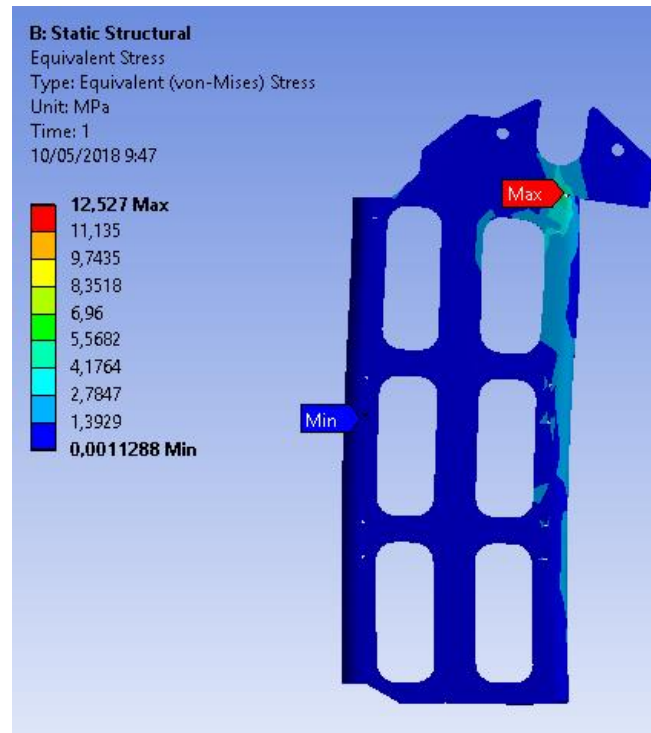 B: Static Structural
Equivalent Stress
Type: Equivalent (von-Mises) Stress
Unit: MPa
Time: 1
10/05/2018 9:47
12,527 Max
11,135
9,7435
8,3518
6,96
5,5682
4,1764
2,7847
1,3929
0,0011288 Min
Max
Min